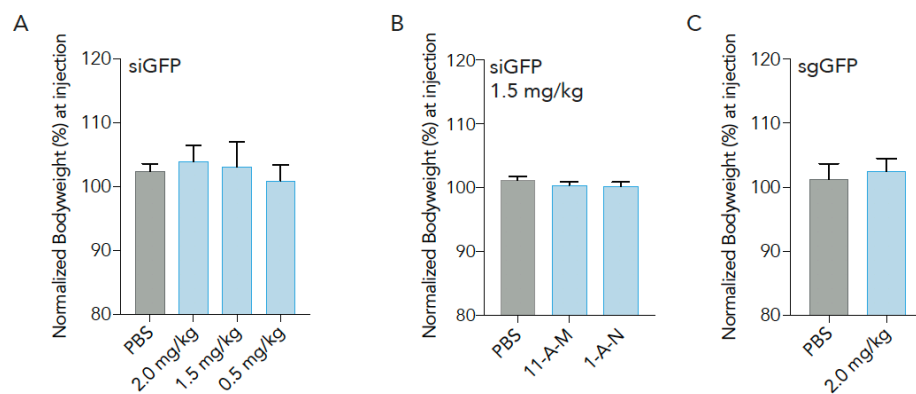 A
Normalized Bodyweight (%) at injection
siGFP
120
110
100
90
80
PBS
2.0 mg/kg
1.5 mg/kg
0.5 mg/kg
B
Normalized Bodyweight (%) at injection
siGFP
1.5 mg/kg
120
110
100
90
80
PBS
11-A-M
1-A-N
C
Normalized Bodyweight (%) at injection
sgGFP
120
110
100
90
80
PBS
2.0 mg/kg